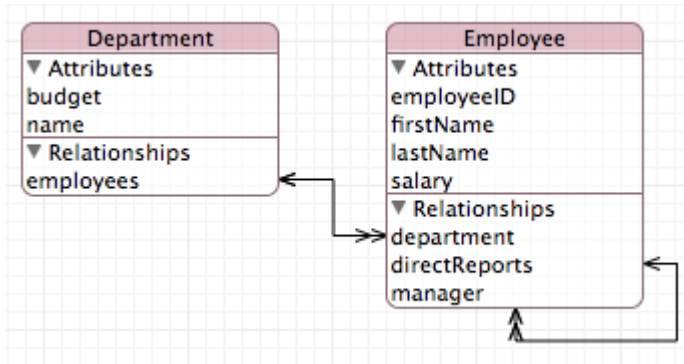 Department
▼ Attributes
budget
name
▼ Relationships
employees
Employee
▼ Attributes
employeeID
firstName
lastName
salary
▼ Relationships
department
directReports
manager